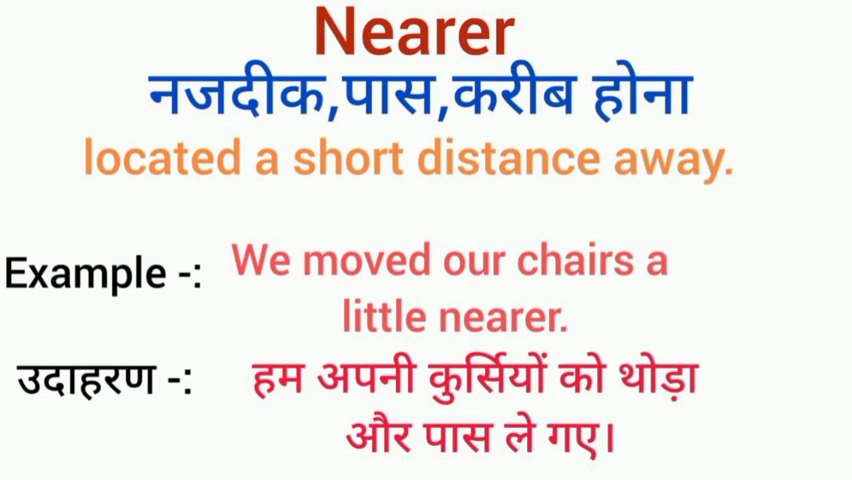 Nearer
नजदीक,पास,करीब होना
located a short distance away.
Example -: We moved our chairs a
little nearer.
उदाहरण -: हम अपनी कुर्सियों को थोड़ा
और पास ले गए।